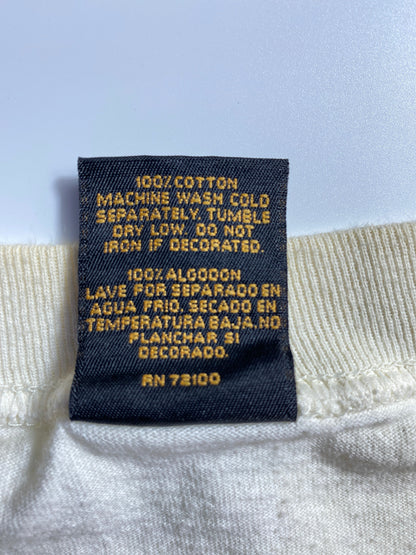 100% COTTON
MACHINE WASH COLD
SEPARATELY, TUMBLE
DRY LOW. DO NOT
IRON IF DECORATED.
100% ALGODON
LAVE POR SEPARADO EN
AGUA FRIO, SECADO EN
TEMPERATURA BAJA.NO
PLANCHAR SI
DECORADO.
RN 72100